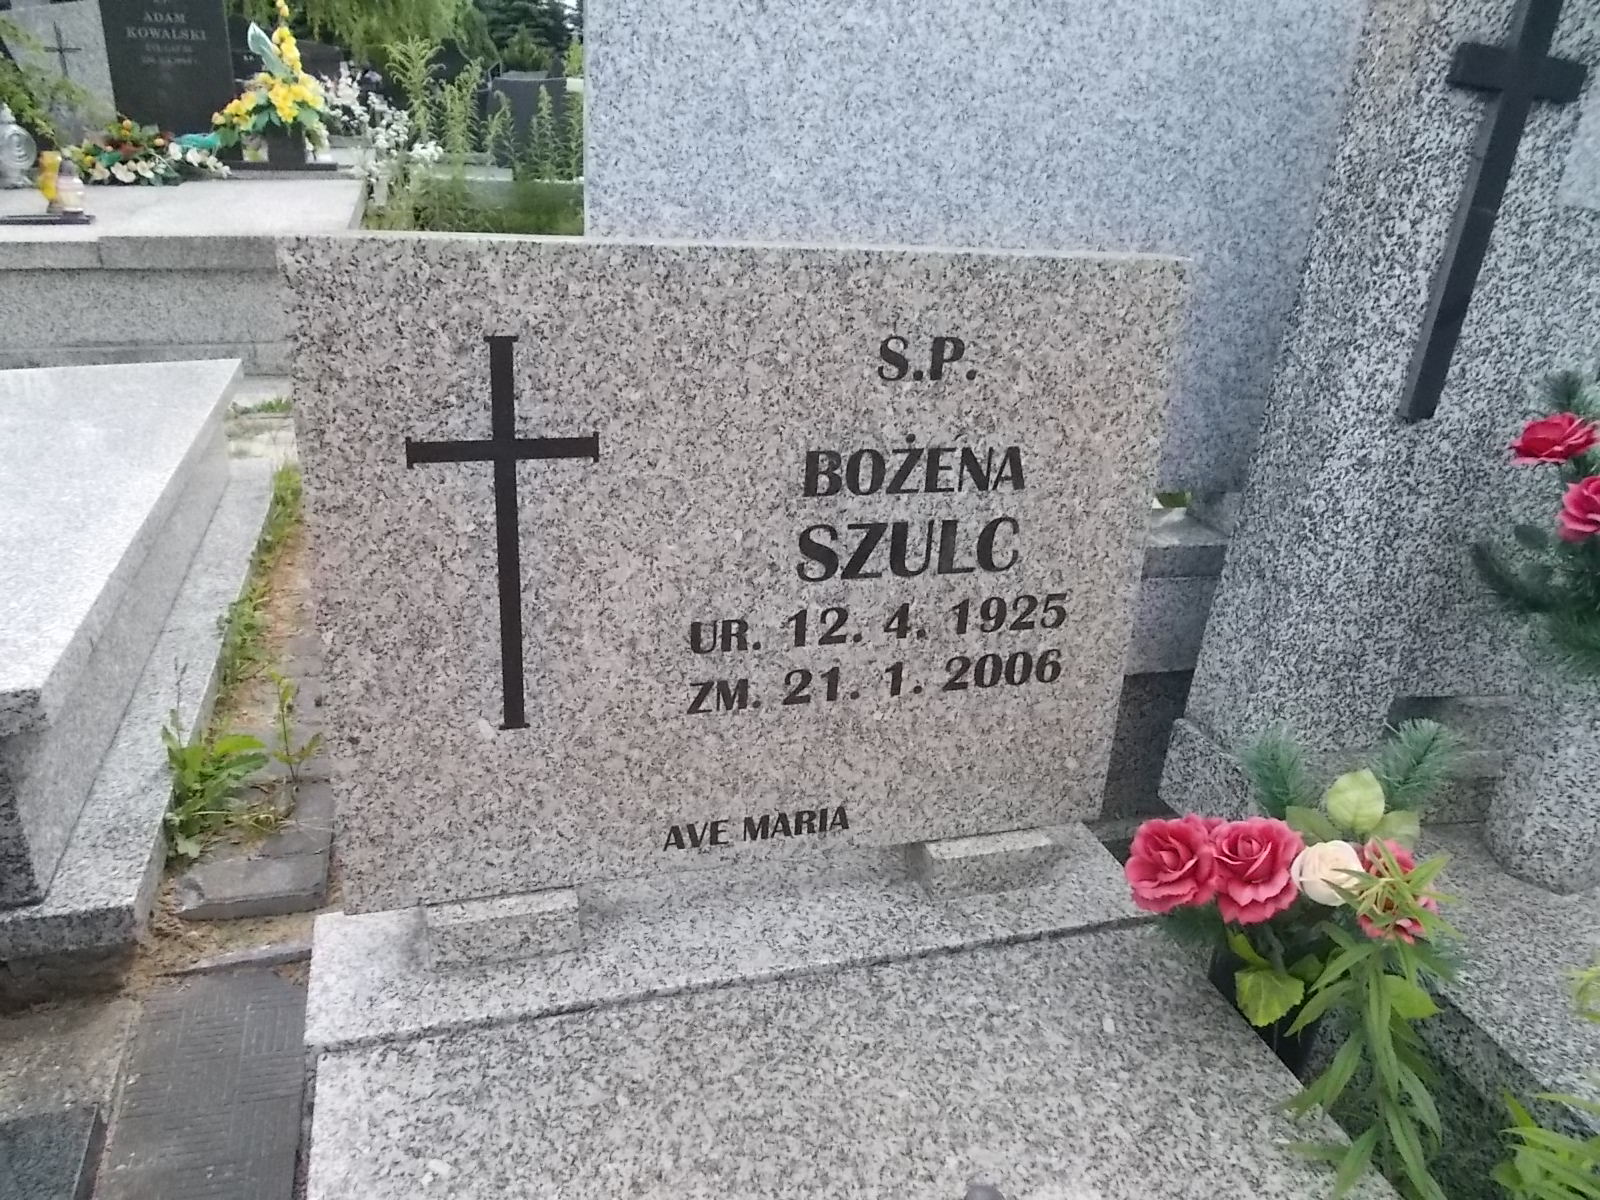 ADAM
KOWALSKI
S.P.
BOŻENA
SZULC
UR. 12. 4. 1925
ZM. 21. 1. 2006
AVE MARIA